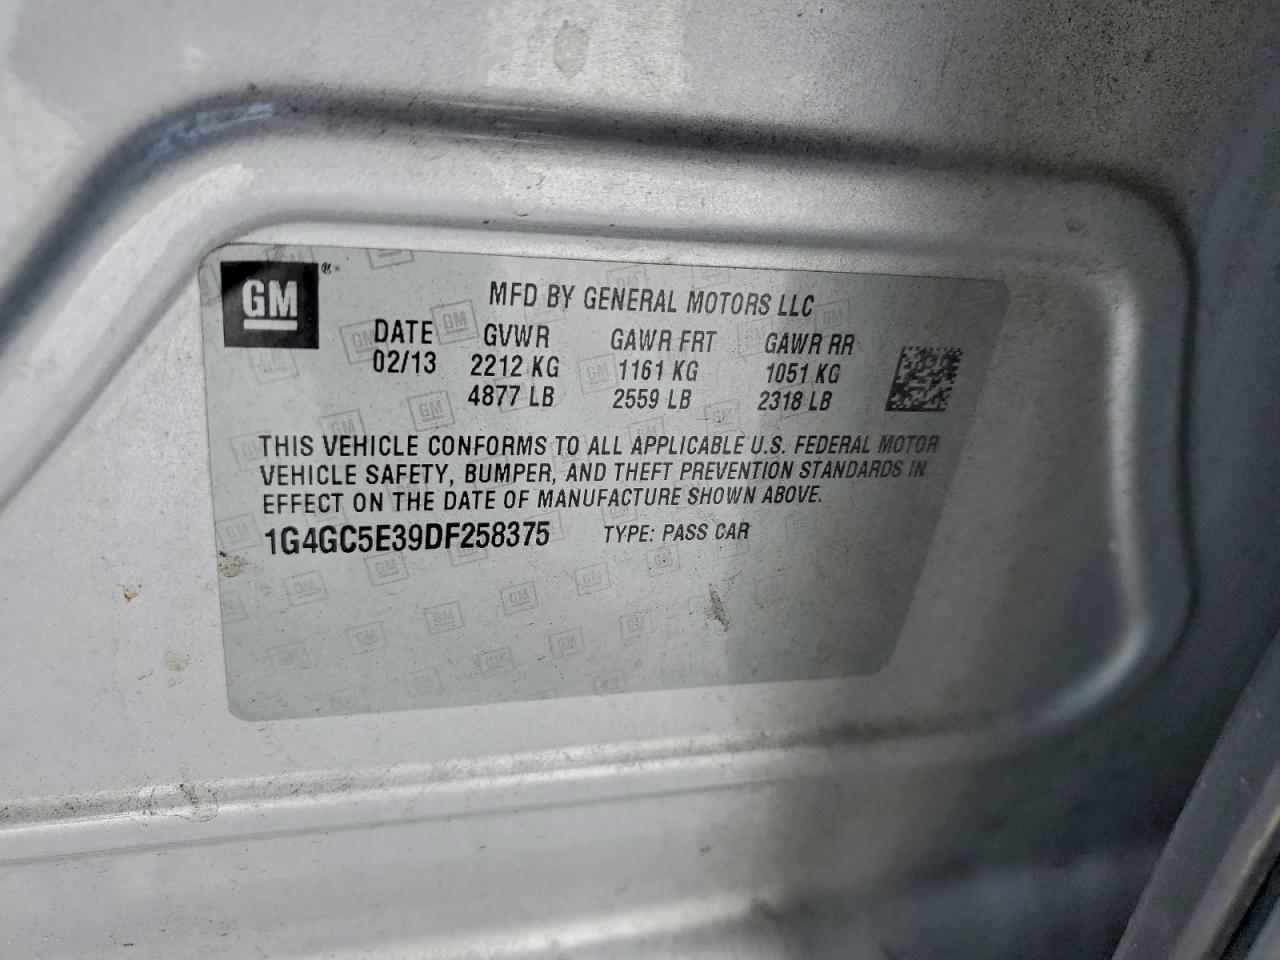 GM
MFD BY GENERAL MOTORS LLC
DATE GVWR GAWR FRT GAWR RR
02/13 2212 KG 1161 KG 1051 KG
4877 LB 2559 LB 2318 LB
THIS VEHICLE CONFORMS TO ALL APPLICABLE U.S. FEDERAL MOTOR
VEHICLE SAFETY, BUMPER, AND THEFT PREVENTION STANDARDS IN
EFFECT ON THE DATE OF MANUFACTURE SHOWN ABOVE.
1G4GC5E39DF258375 TYPE: PASS CAR